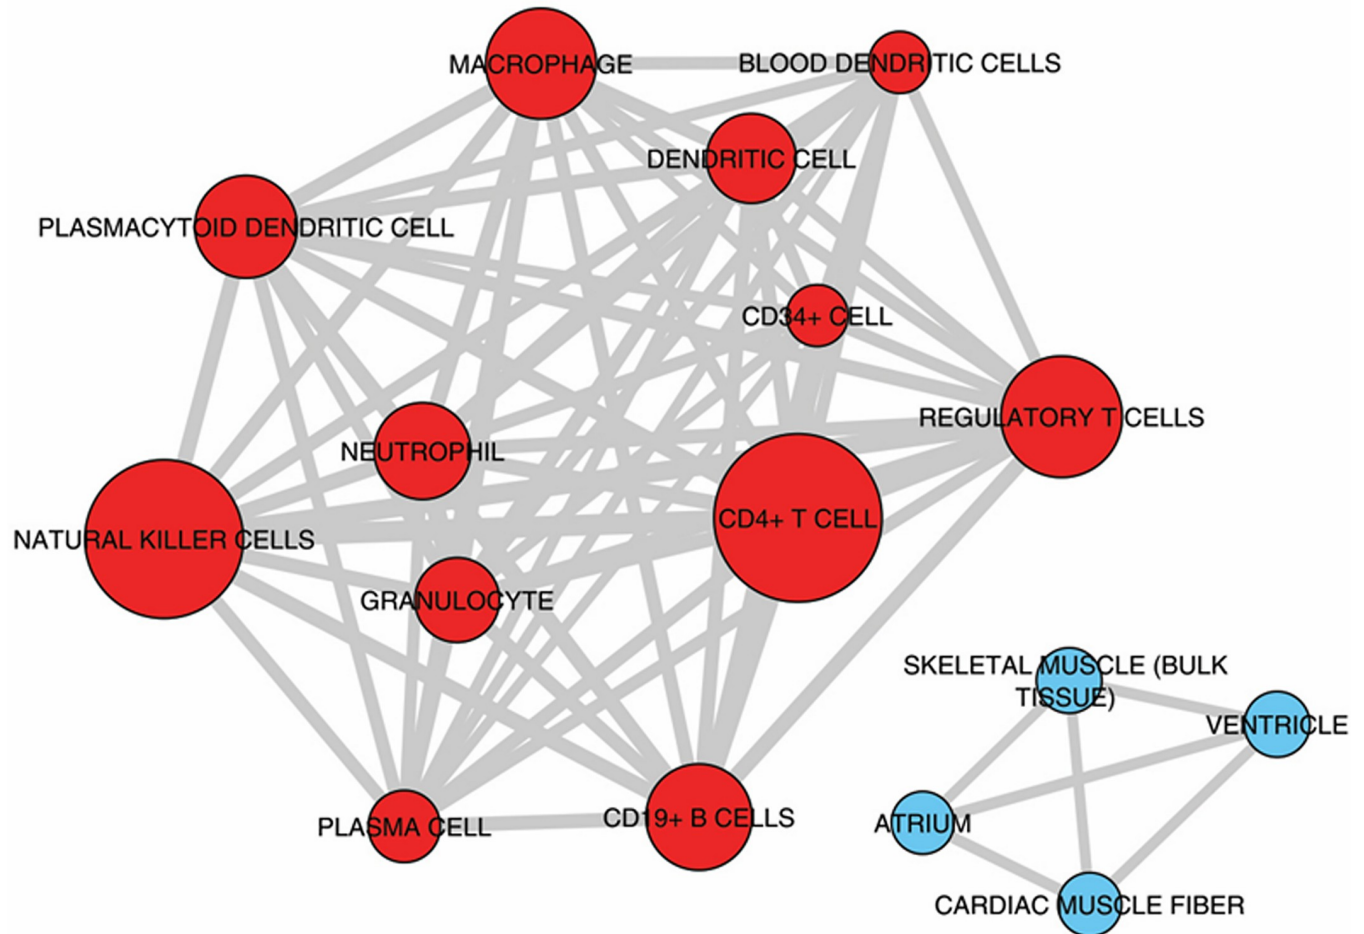 MACROPHAGE
BLOOD DENDRITIC CELLS
DENDRITIC CELL
PLASMACYTOID DENDRITIC CELL
CD34+ CELL
REGULATORY T CELLS
NEUTROPHIL
CD4+ T CELL
NATURAL KILLER CELLS
GRANULOCYTE
SKELETAL MUSCLE (BULK
TISSUE)
VENTRICLE
CD19+ B CELLS
ATRIUM
PLASMA CELL
CARDIAC MUSCLE FIBER